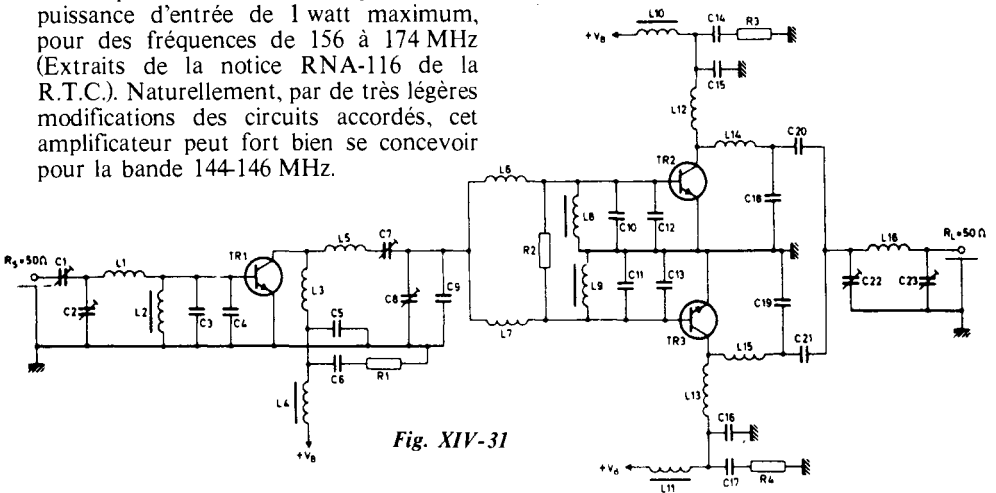 puissance d'entrée de 1 watt maximum,
pour des fréquences de 156 à 174 MHz
(Extraits de la notice RNA-116 de la
R.T.C.). Naturellement, par de très légères
modifications des circuits accordés, cet
amplificateur peut fort bien se concevoir
pour la bande 144-146 MHz.
L10
C14
R3
+VB
C15
L12
L14
C20
TR2
L6
C18
L8
C10
C12
R2
L16
RL=50Ω
RS=50Ω
C1
L1
TR1
L5
C7
C2
L2
C3
C4
L3
C8
C9
C5
C6
R1
L9
C11
C13
C22
C23
C19
L7
TR3
L15
C21
L4
L13
+VB
Fig. XIV-31
C16
+VB
L11
C17
R4